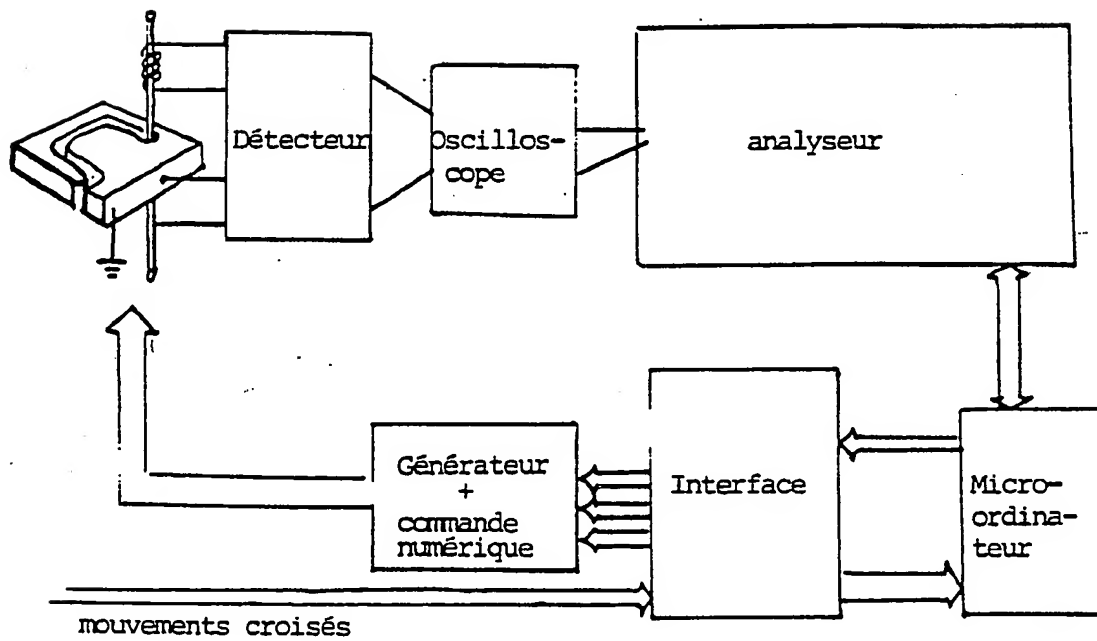 Détecteur
Oscillos-
cope
analyseur
Générateur
+
commande
numérique
Interface
Micro-
ordina-
teur
mouvements croisés